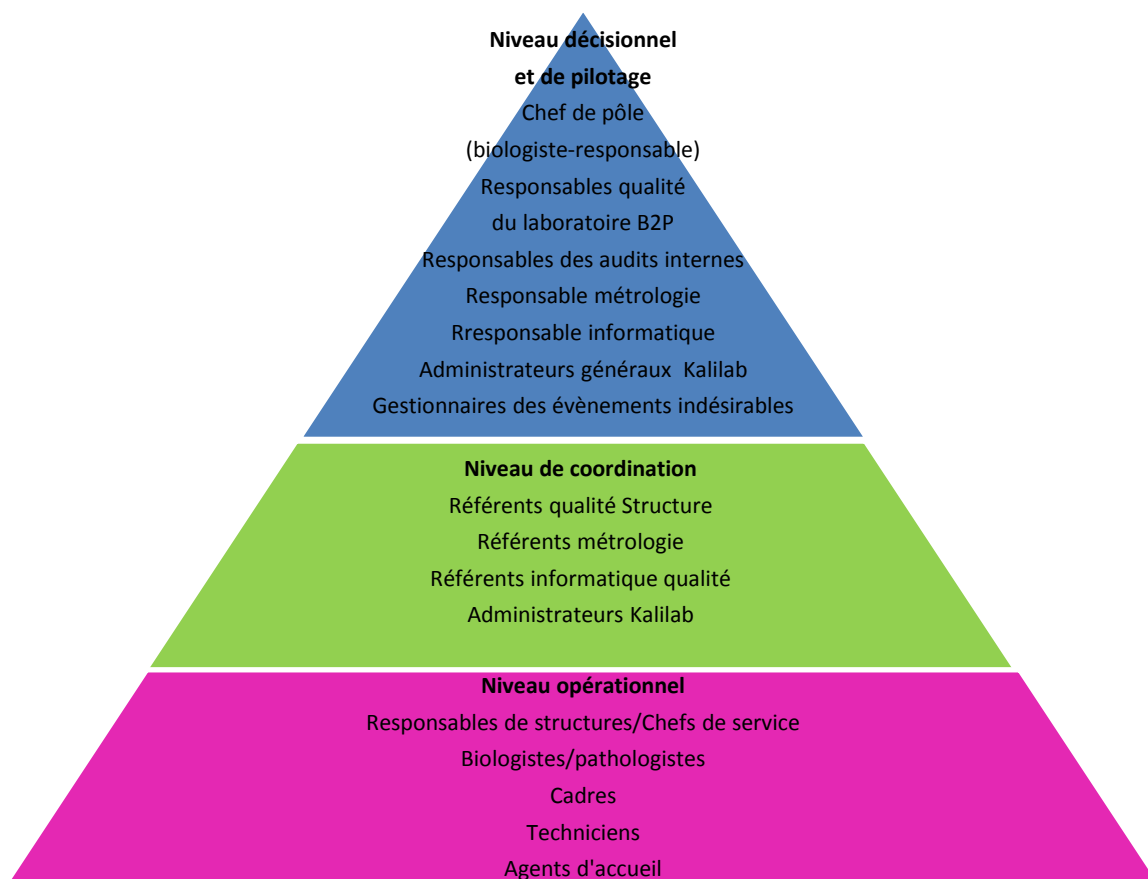 Niveau décisionnel
et de pilotage
Chef de pôle
(biologiste-responsable)
Responsables qualité
du laboratoire B2P
Responsables des audits internes
Responsable métrologie
Rresponsable informatique
Administrateurs généraux  Kalilab
Gestionnaires des évènements indésirables
Niveau de coordination
Référents qualité Structure
Référents métrologie
Référents informatique qualité
Administrateurs Kalilab
Niveau opérationnel
Responsables de structures/Chefs de service
Biologistes/pathologistes
Cadres
Techniciens
Agents d'accueil